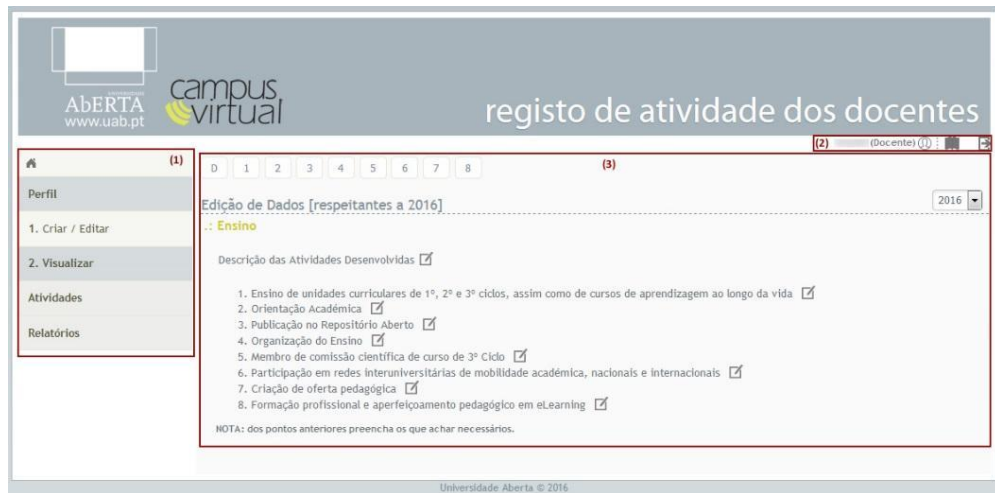 AbERTA
www.uab.pt
campus
virtual
registo de atividade dos docentes
(1)
(2) (Docente)
Perfil
1. Criar / Editar
2. Visualizar
Atividades
Relatórios
D 1 2 3 4 5 6 7 8 (3)
Edição de Dados [respeitantes a 2016] 2016
.: Ensino
Descrição das Atividades Desenvolvidas
1. Ensino de unidades curriculares de 1º, 2º e 3º ciclos, assim como de cursos de aprendizagem ao longo da vida
2. Orientação Académica
3. Publicação no Repositório Aberto
4. Organização do Ensino
5. Membro de comissão científica de curso de 3º Ciclo
6. Participação em redes interuniversitárias de mobilidade académica, nacionais e internacionais
7. Criação de oferta pedagógica
8. Formação profissional e aperfeiçoamento pedagógico em eLearning
NOTA: dos pontos anteriores preencha os que achar necessários.
Universidade Aberta © 2016